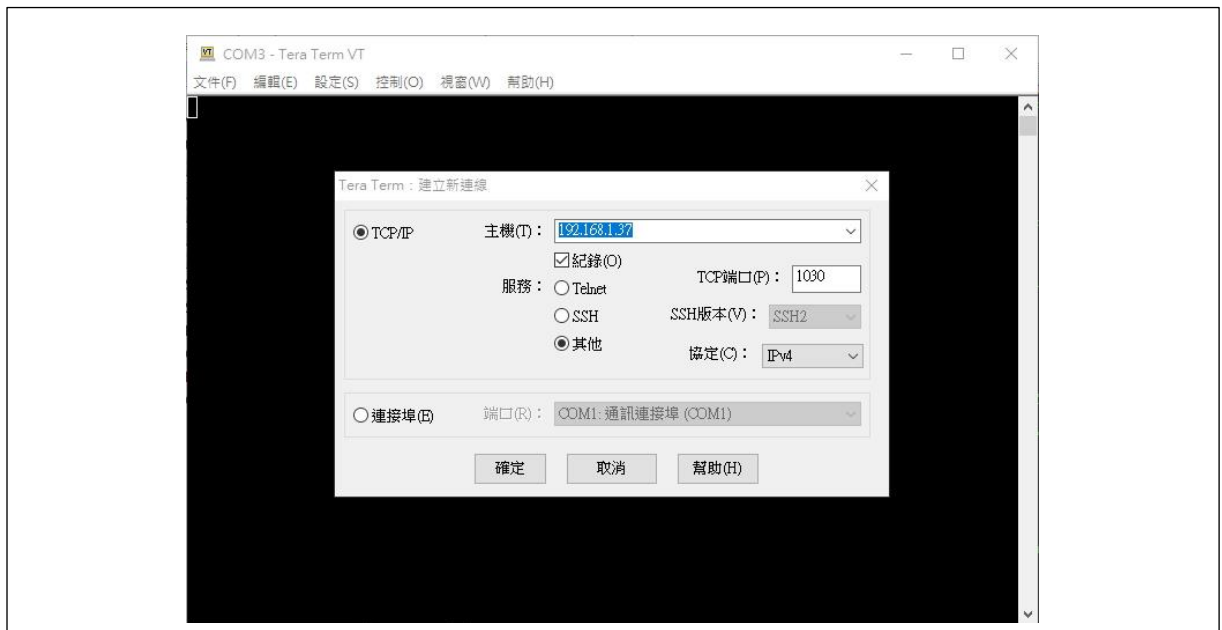 COM3 - Tera Term VT
文件(F) 編輯(E) 設定(S) 控制(O) 視窗(W) 幫助(H)
Tera Term：建立新連線
TCP/IP 主機(T)： 192.168.1.37
紀錄(O)
服務： Telnet TCP端口(P)： 1030
SSH SSH版本(V)： SSH2
其他 協定(C)： IPv4
連接埠(E) 端口(R)： COM1: 通訊連接埠 (COM1)
確定 取消 幫助(H)